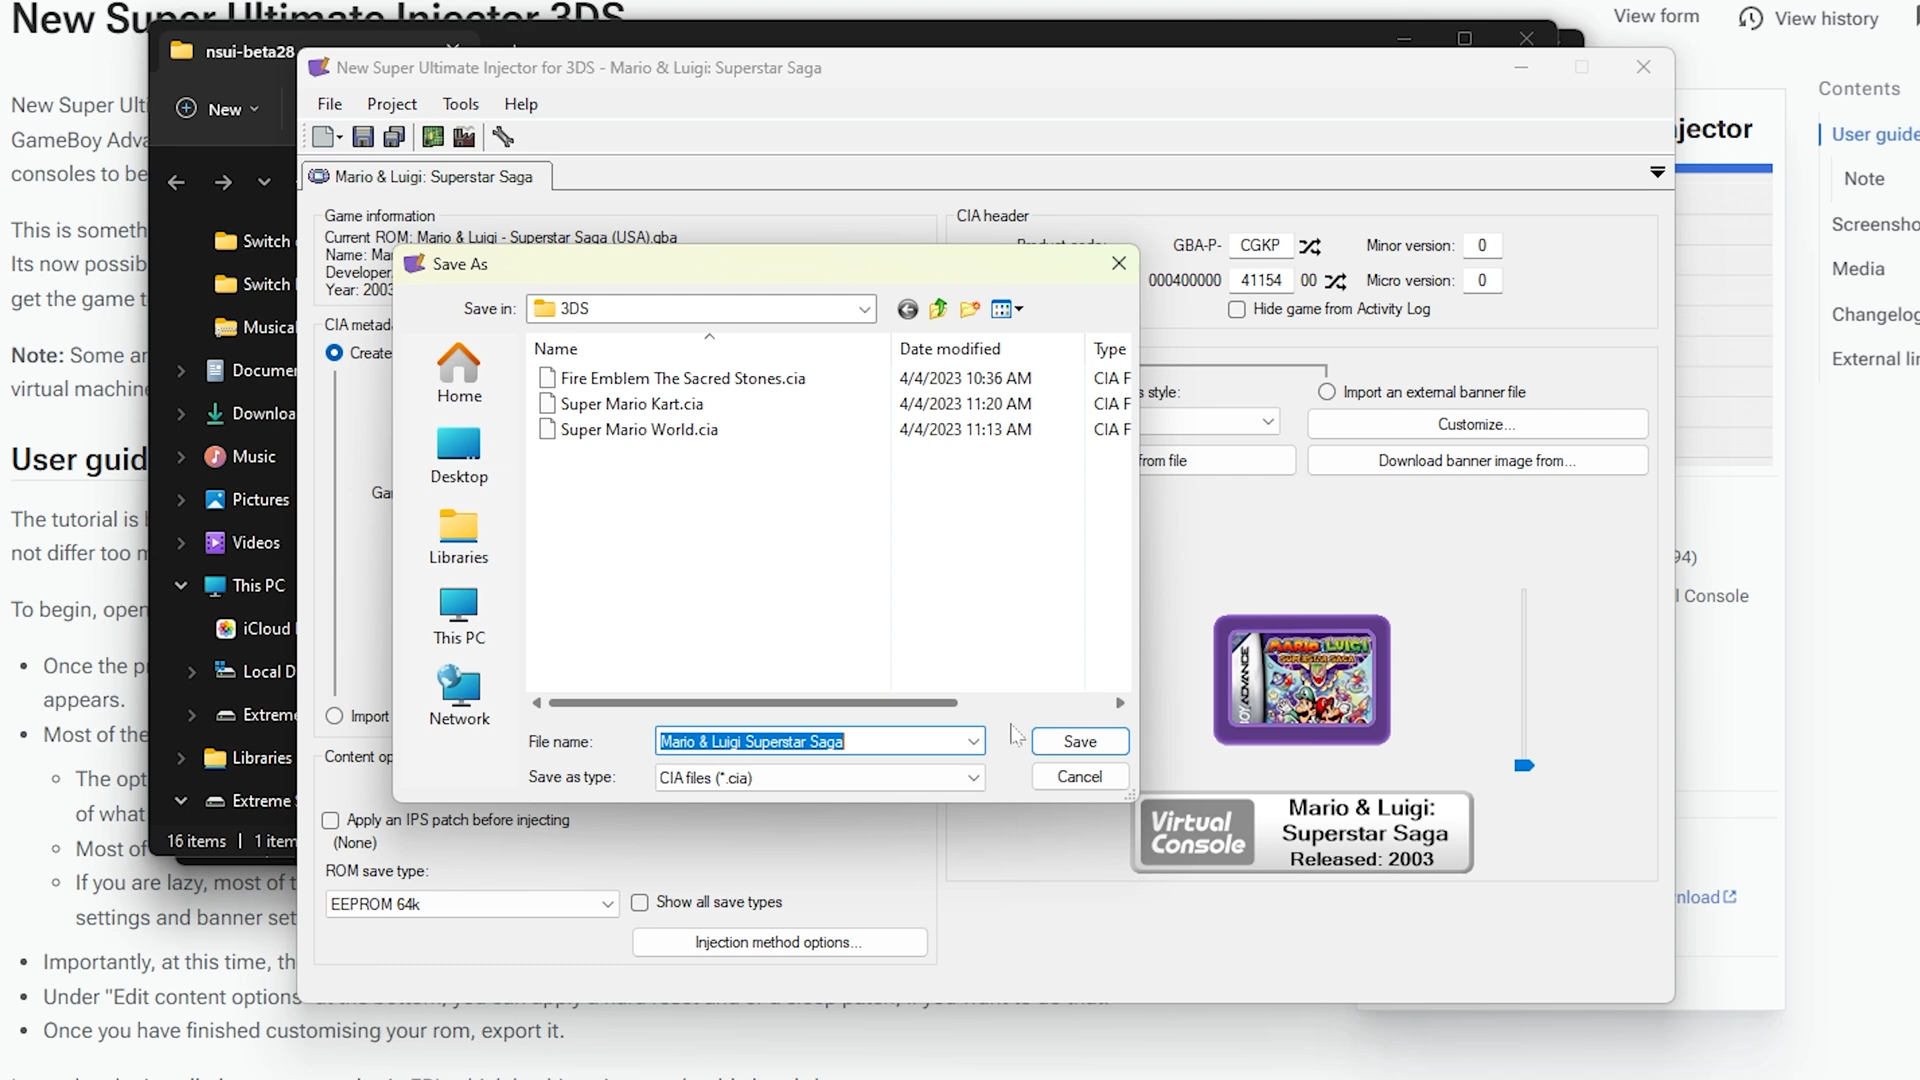 New Super Ultimate Injector 3DS
View form
View history
nsui-beta28
New Super Ultimate Injector for 3DS - Mario & Luigi: Superstar Saga
File
Project
Tools
Help
New
Contents
jector
User guide
Mario & Luigi: Superstar Saga
Note
Game information
CIA header
Current ROM: Mario & Luigi - Superstar Saga (USA).gba
Name: Mar
Developer
Year: 2003
GBA-P-
CGKP
Minor version:
0
000400000
41154
00
Micro version:
0
Hide game from Activity Log
Save As
Save in:
3DS
Name
Date modified
Type
Fire Emblem The Sacred Stones.cia
4/4/2023 10:36 AM
CIA F
Super Mario Kart.cia
4/4/2023 11:20 AM
CIA F
Super Mario World.cia
4/4/2023 11:13 AM
CIA F
Home
Desktop
Libraries
This PC
Network
File name:
Mario & Luigi Superstar Saga
Save
Save as type:
CIA files (*.cia)
Cancel
New Super Ulti
GameBoy Adva
consoles to be
This is someth
Its now possib
get the game t
Note: Some ar
virtual machine
User guid
The tutorial is b
not differ too m
To begin, open
Once the pr
appears.
Most of the
The opt
of what
Most of
If you are lazy, most of t
settings and banner set
Importantly, at this time, th
Under "Edit content options
Once you have finished customising your rom, export it.
Switch
Switch
Musical
Documen
Downloa
Music
Pictures
Videos
This PC
iCloud
Local D
Extreme
Libraries
Extreme
16 items
1 item
CIA metada
Create
Gar
Import
Content op
Apply an IPS patch before injecting
(None)
ROM save type:
EEPROM 64k
Show all save types
Injection method options...
s style:
Import an external banner file
Customize...
from file
Download banner image from...
MARIO & LUIGI
SUPERSTAR SAGA
Virtual
Console
Mario & Luigi:
Superstar Saga
Released: 2003
Screensho
Media
Changelog
External lin
94)
l Console
nload